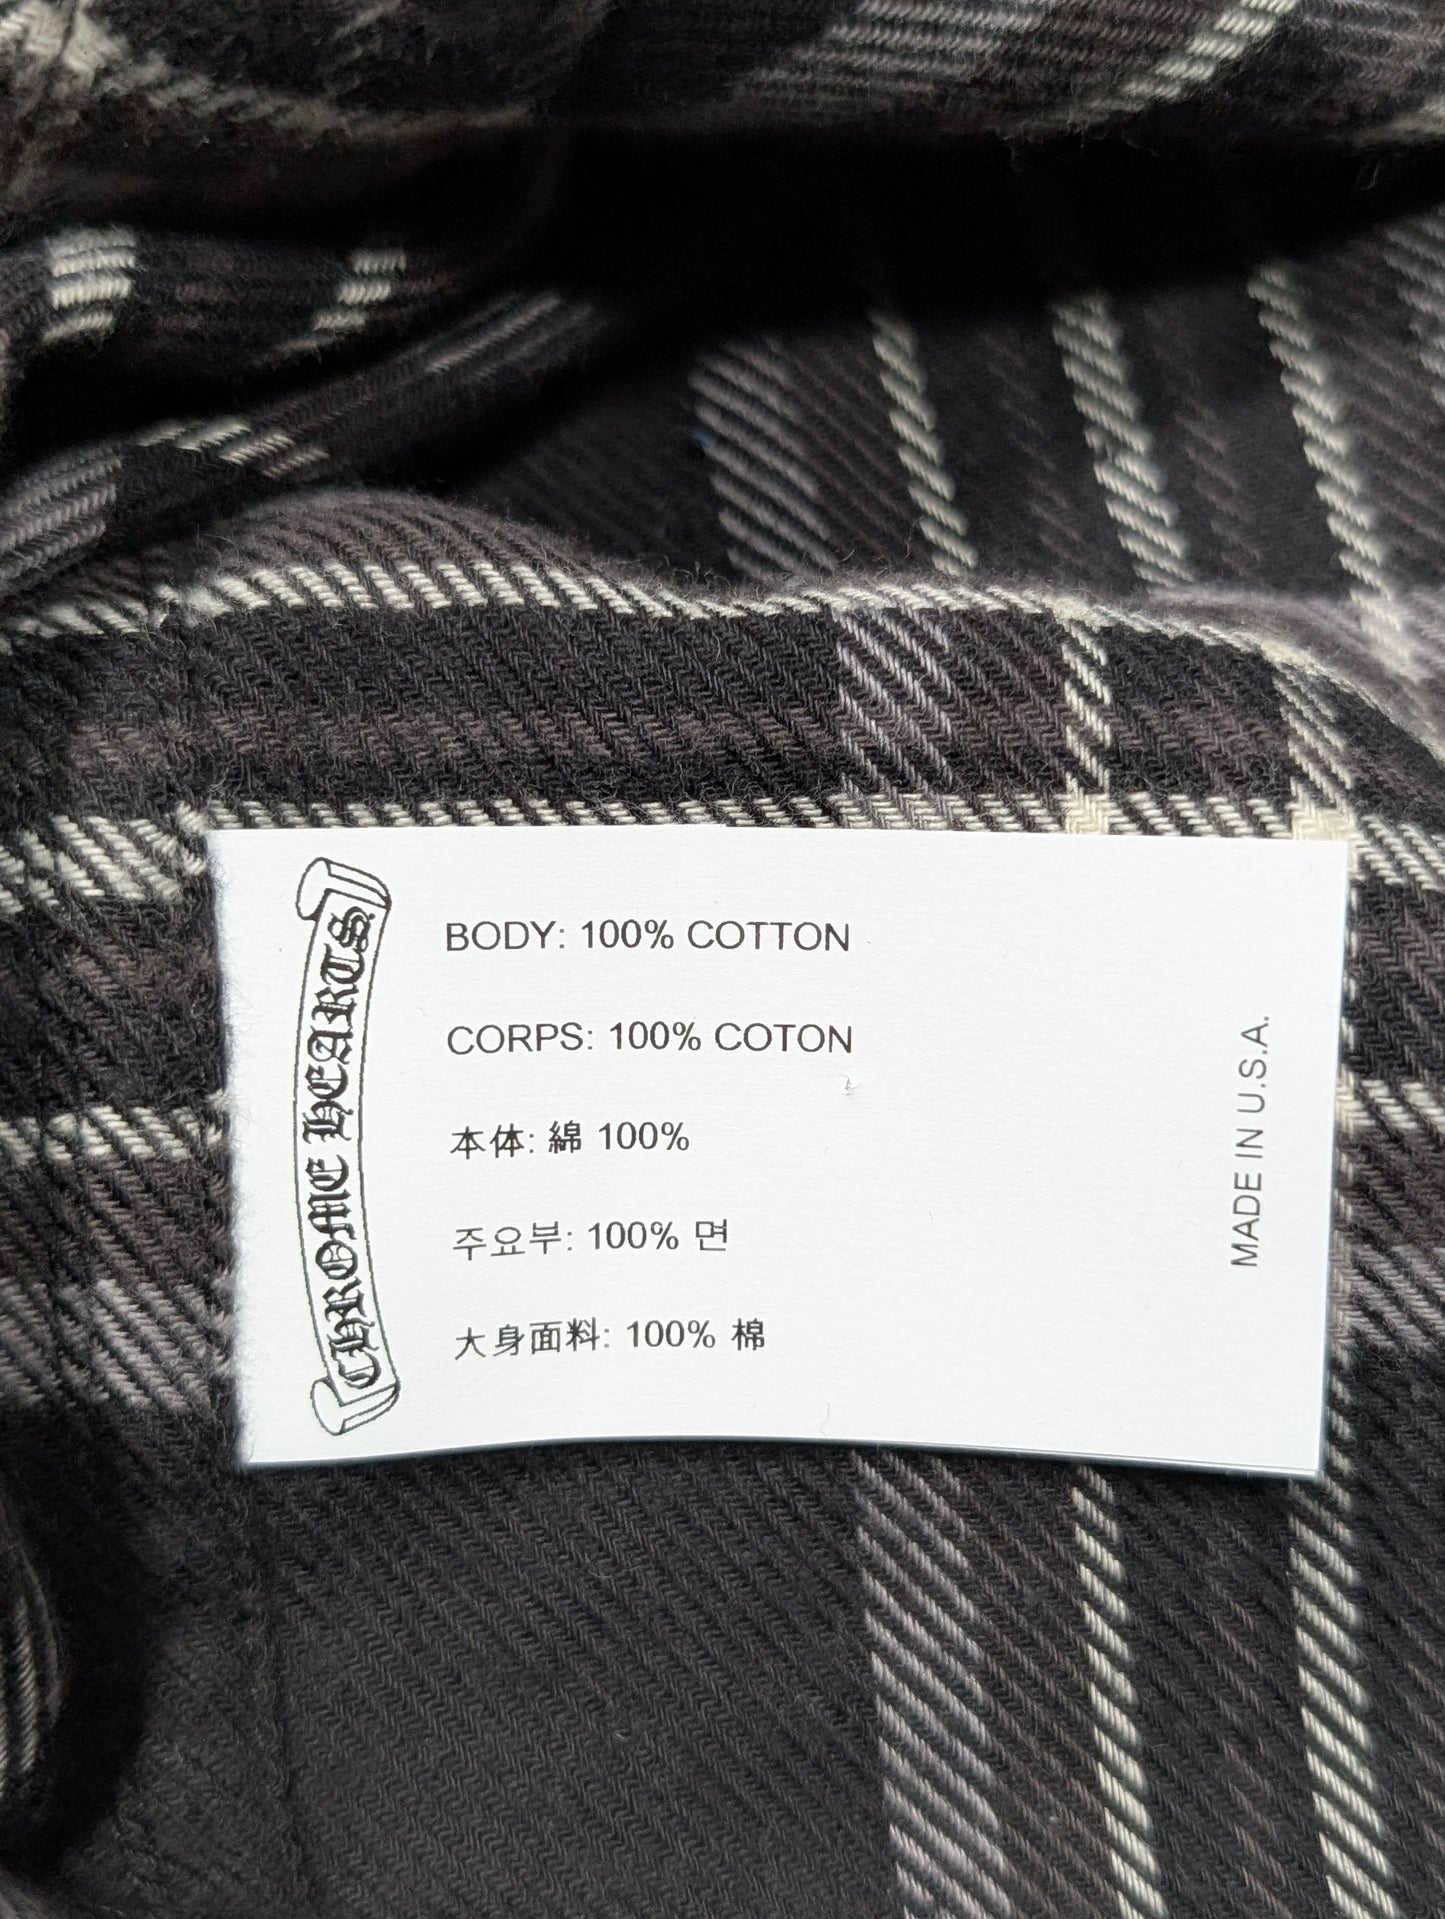 CHROME HEARTS
BODY: 100% COTTON
CORPS: 100% COTON
本体: 綿 100%
주요부: 100% 면
大身面料: 100% 棉
MADE IN U.S.A.